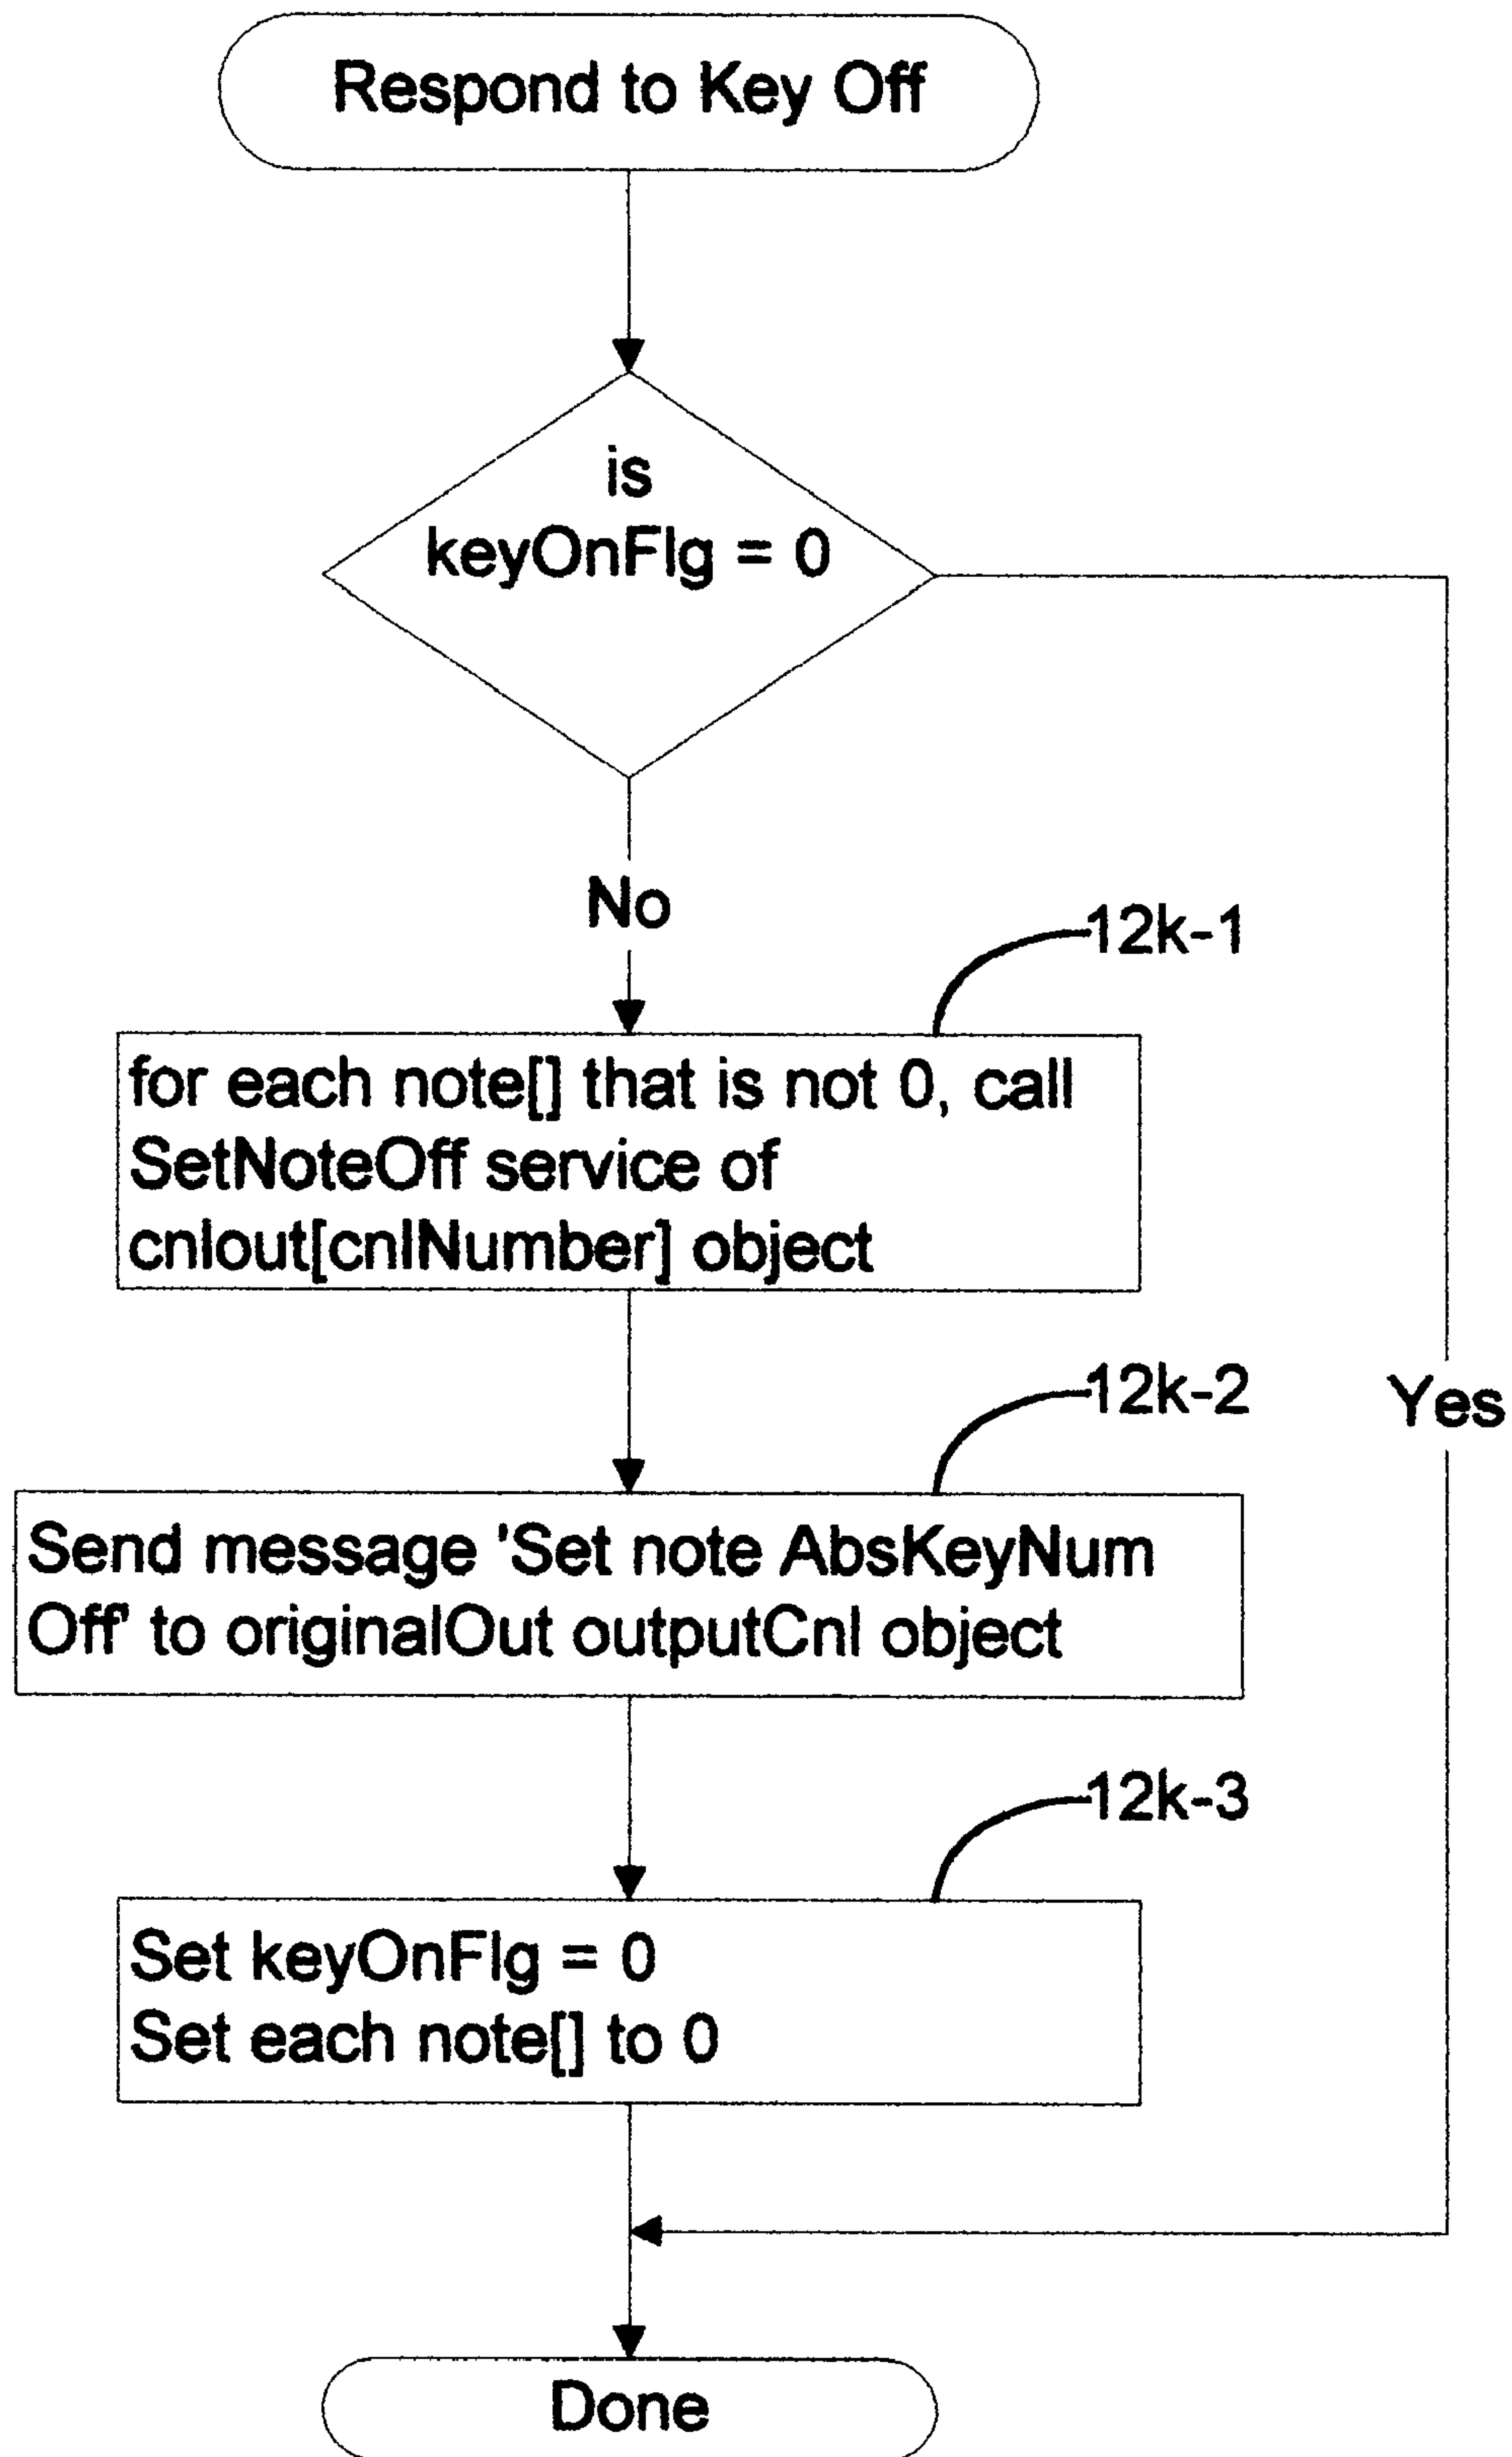 Respond to Key Off
is
keyOnFlg = 0
No
12k-1
for each note[] that is not 0, call
SetNoteOff service of
cnlout[cnlNumber] object
12k-2
Yes
Send message 'Set note AbsKeyNum
Off' to originalOut outputCnl object
12k-3
Set keyOnFlg = 0
Set each note[] to 0
Done